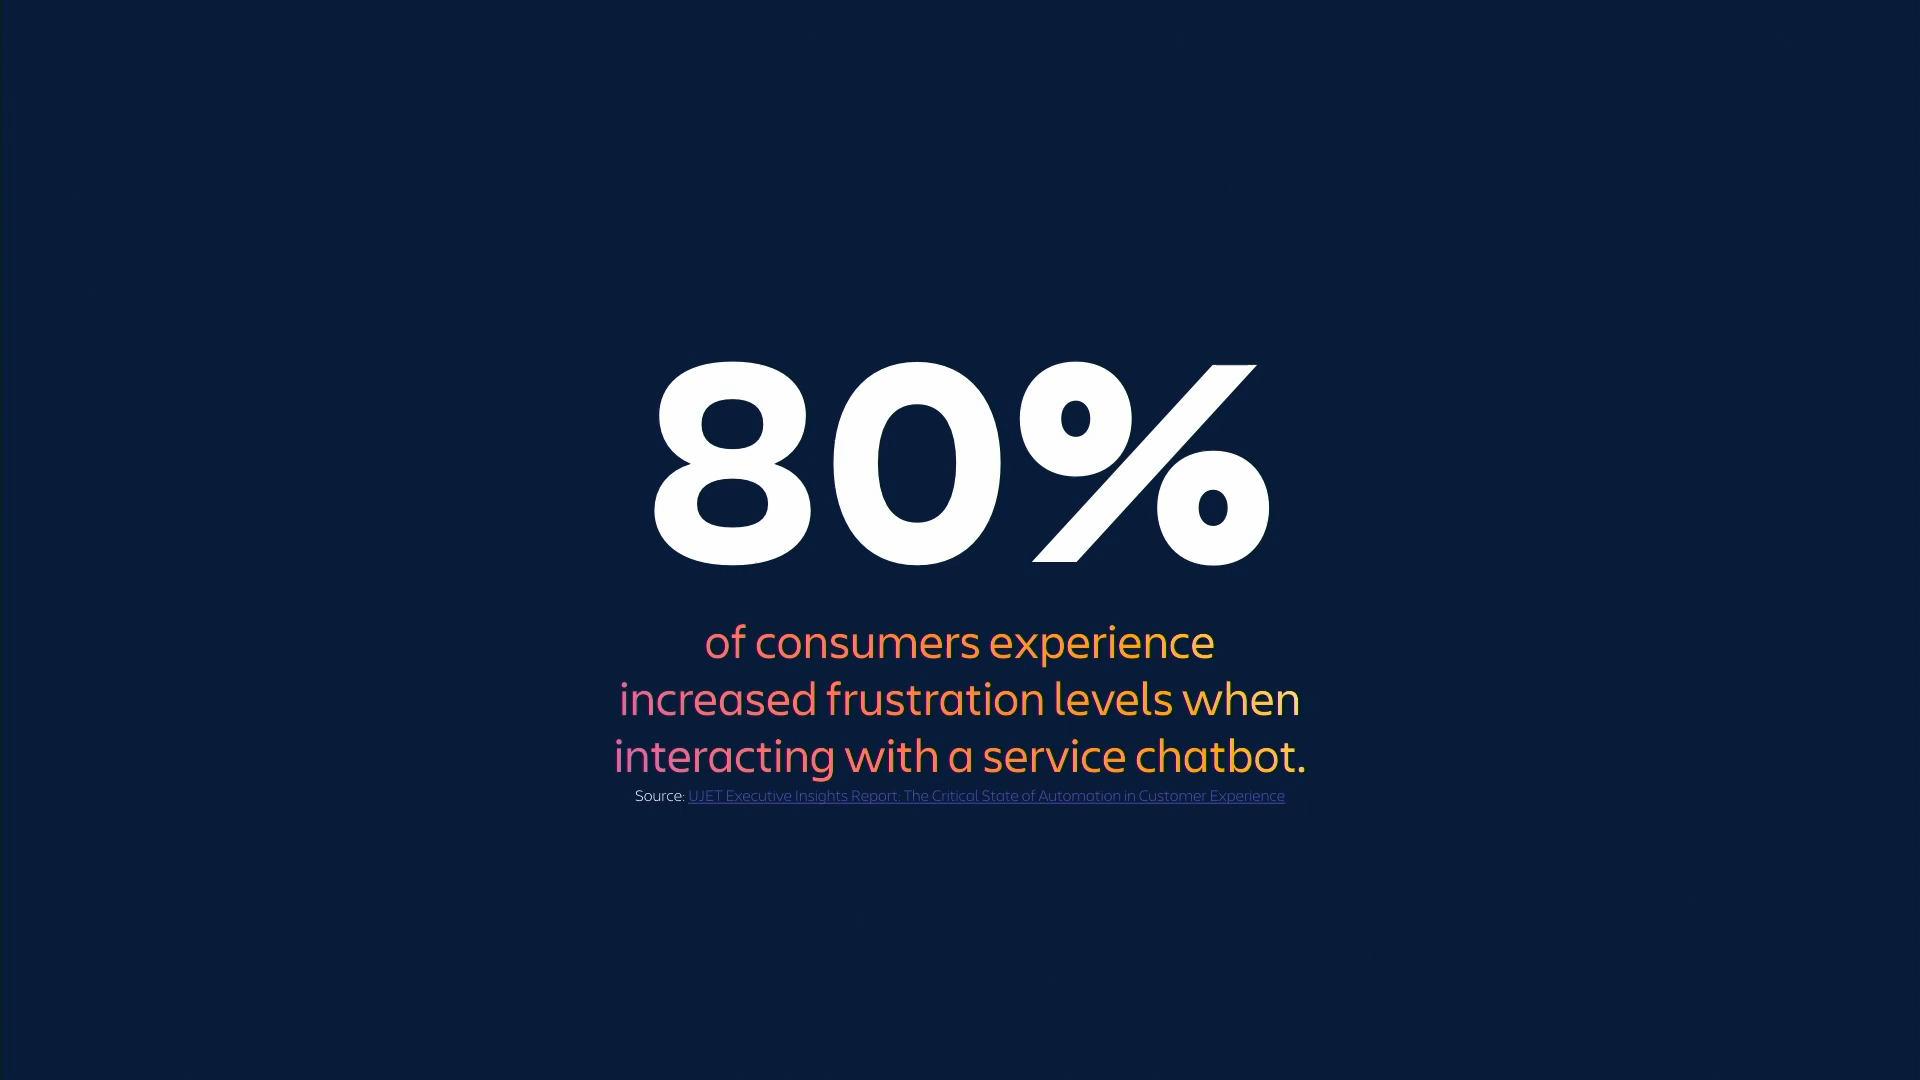 80%
of consumers experience
increased frustration levels when
interacting with a service chatbot.
Source: UJET Executive Insights Report: The Critical State of Automation in Customer Experience